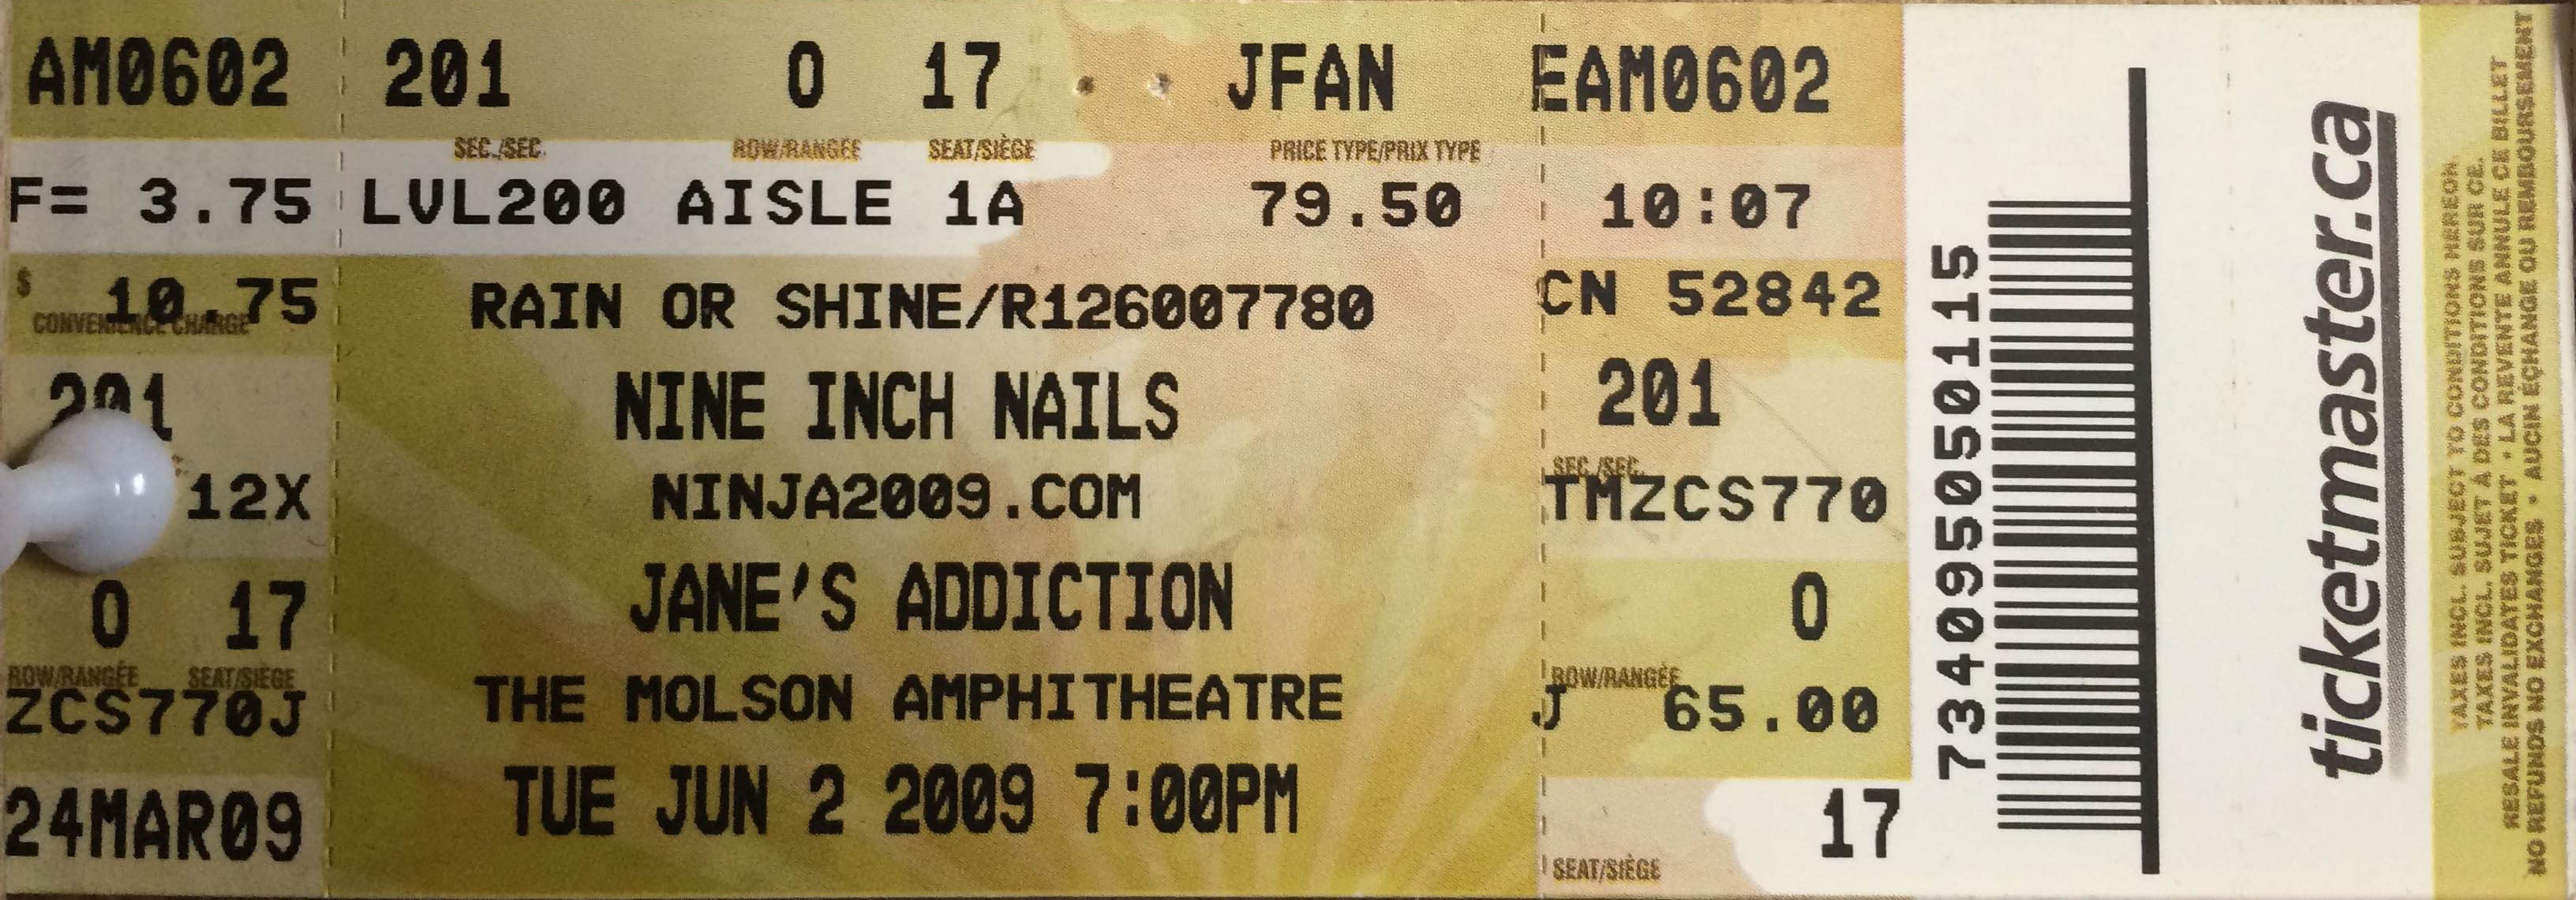 AM0602
F= 3.75
$ 10.75
CONVENIENCE CHARGE
201
12X
0 17
ROW/RANGÉE SEAT/SIÈGE
ZCS770J
24MAR09
201 0 17 JFAN
SEC./SEC. ROW/RANGÉE SEAT/SIÈGE PRICE TYPE/PRIX TYPE
LVL200 AISLE 1A 79.50
RAIN OR SHINE/R126007780
NINE INCH NAILS
NINJA2009.COM
JANE'S ADDICTION
THE MOLSON AMPHITHEATRE
TUE JUN 2 2009 7:00PM
EAM0602
10:07
CN 52842
201
SEC./SEC.
TMZCS770
0
ROW/RANGÉE
J 65.00
17
SEAT/SIÈGE
734095050115
ticketmaster.ca
TAXES INCL. SUBJECT TO CONDITIONS HEREON.
TAXES INCL. SUJET À DES CONDITIONS SUR CE.
RESALE INVALIDATES TICKET • LA REVENTE ANNULE CE BILLET
NO REFUNDS NO EXCHANGES • AUCUN ÉCHANGE OU REMBOURSEMENT